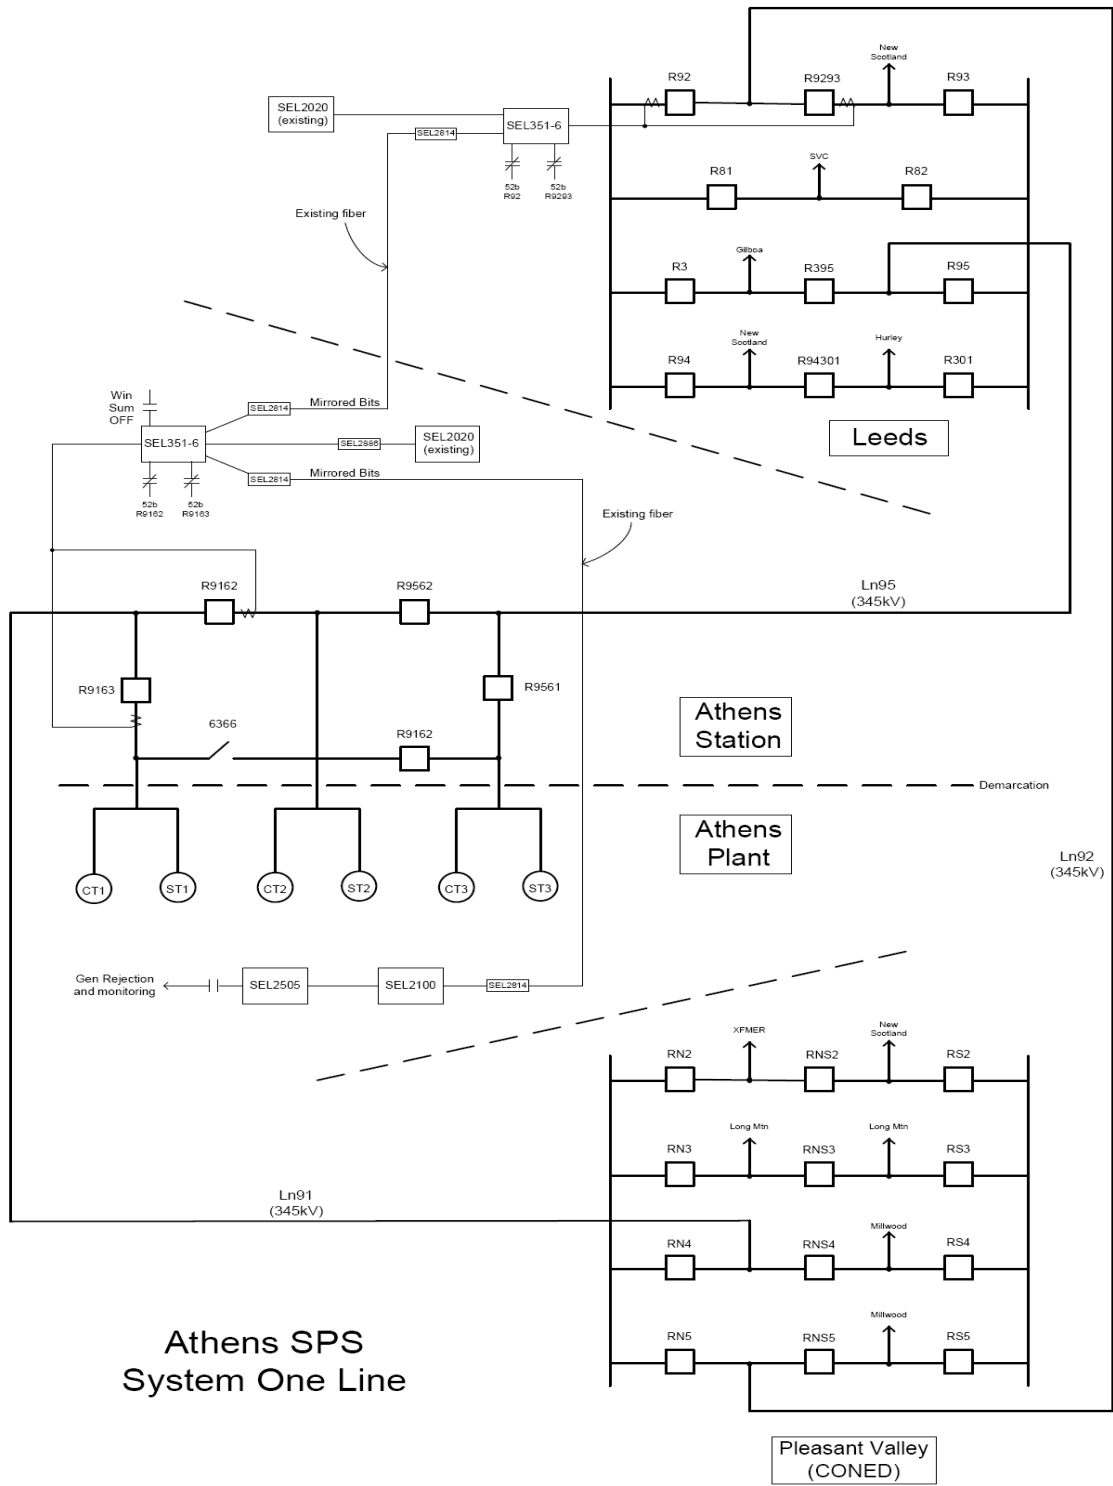 New
Scotland
R92
R9293
R93
SEL2020
(existing)
SEL351-6
SEL2814
52b
R92
52b
R9293
SVC
R81
R82
Existing fiber
Gilboa
R3
R395
R95
New
Scotland
Hurley
R94
R94301
R301
Leeds
Win
Sum
OFF
SEL2814
Mirrored Bits
SEL351-6
SEL2886
SEL2020
(existing)
SEL2814
Mirrored Bits
52b
R9162
52b
R9163
Existing fiber
R9162
R9562
Ln95
(345kV)
R9163
R9561
6366
R9162
Athens
Station
Demarcation
Athens
Plant
Ln92
(345kV)
CT1
ST1
CT2
ST2
CT3
ST3
Gen Rejection
and monitoring
SEL2505
SEL2100
SEL2814
XFMER
New
Scotland
RN2
RNS2
RS2
Long Mtn
Long Mtn
RN3
RNS3
RS3
Ln91
(345kV)
Millwood
RN4
RNS4
RS4
Millwood
RN5
RNS5
RS5
Athens SPS
System One Line
Pleasant Valley
(CONED)